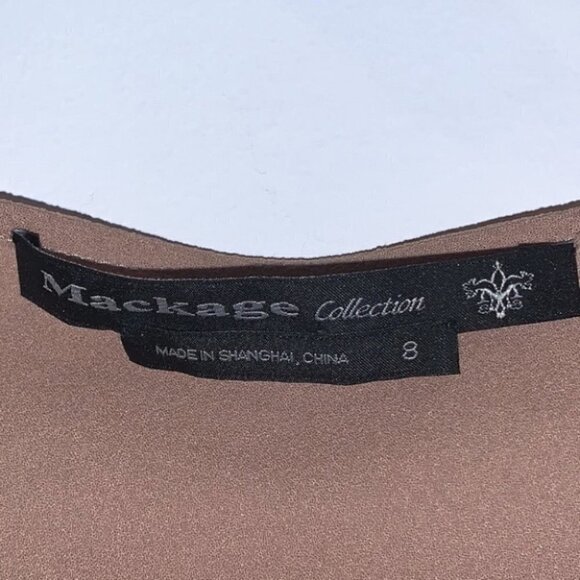 Mackage Collection
MADE IN SHANGHAI, CHINA 8